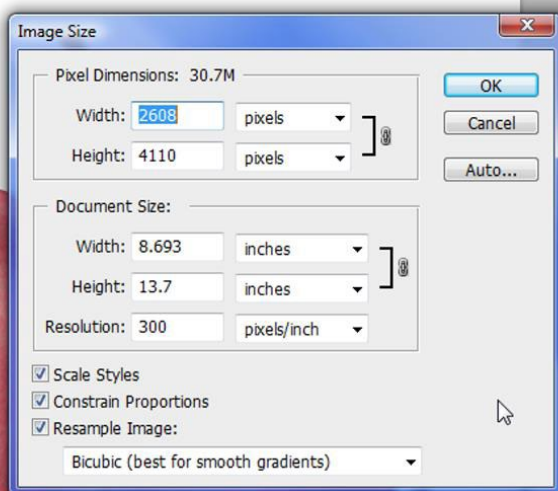 Image Size
Pixel Dimensions: 30.7M
Width: 2608 pixels
Height: 4110 pixels
Document Size:
Width: 8.693 inches
Height: 13.7 inches
Resolution: 300 pixels/inch
Scale Styles
Constrain Proportions
Resample Image:
Bicubic (best for smooth gradients)
OK
Cancel
Auto...